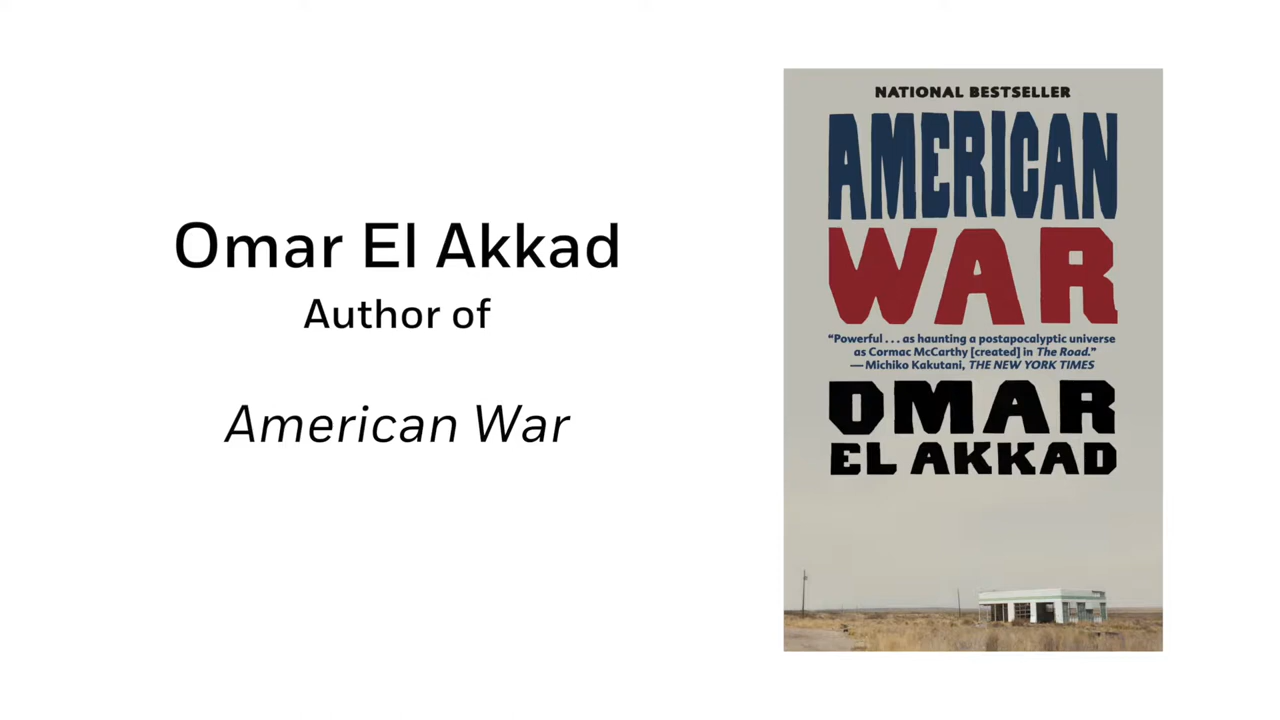 Omar El Akkad
Author of
American War
NATIONAL BESTSELLER
AMERICAN
WAR
“Powerful . . . as haunting a postapocalyptic universe
as Cormac McCarthy [created] in The Road.”
— Michiko Kakutani, THE NEW YORK TIMES
OMAR
EL AKKAD